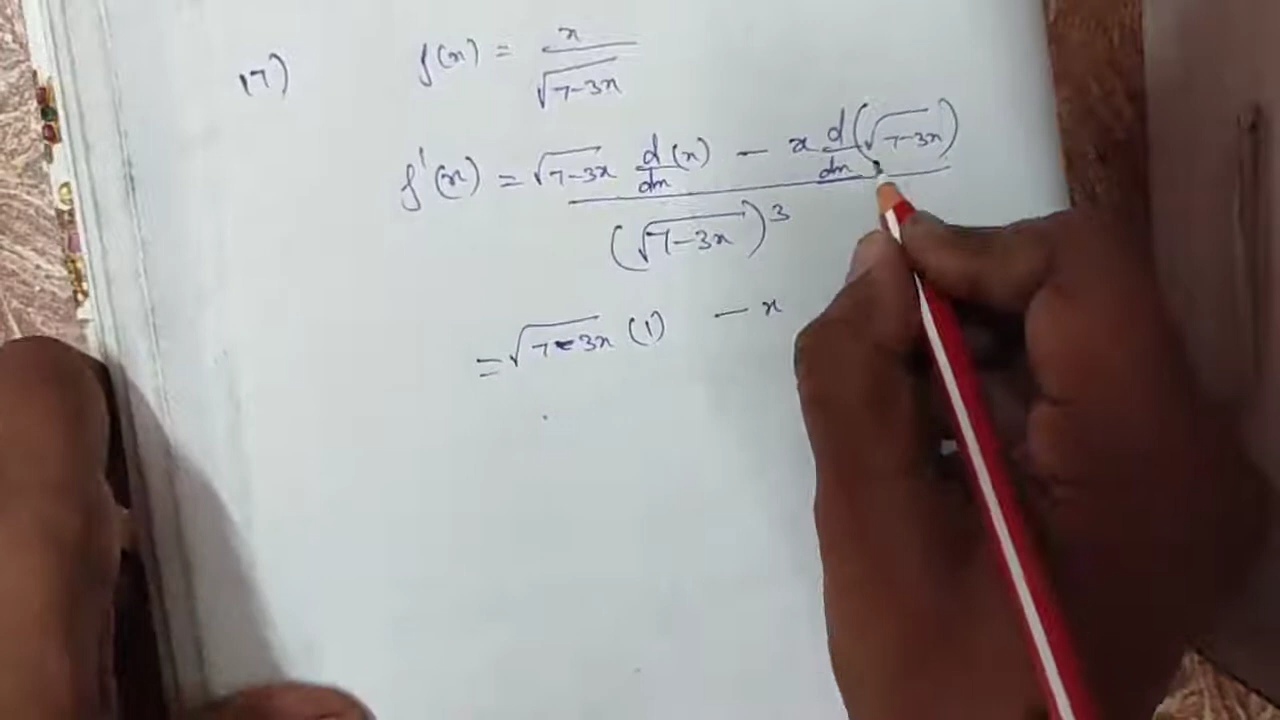 17) f(x) = x / √(7-3x)
f'(x) = √(7-3x) d/dx (x) - x d/dx (√(7-3x)) / (√(7-3x))^3
= √(7-3x) (1) - x